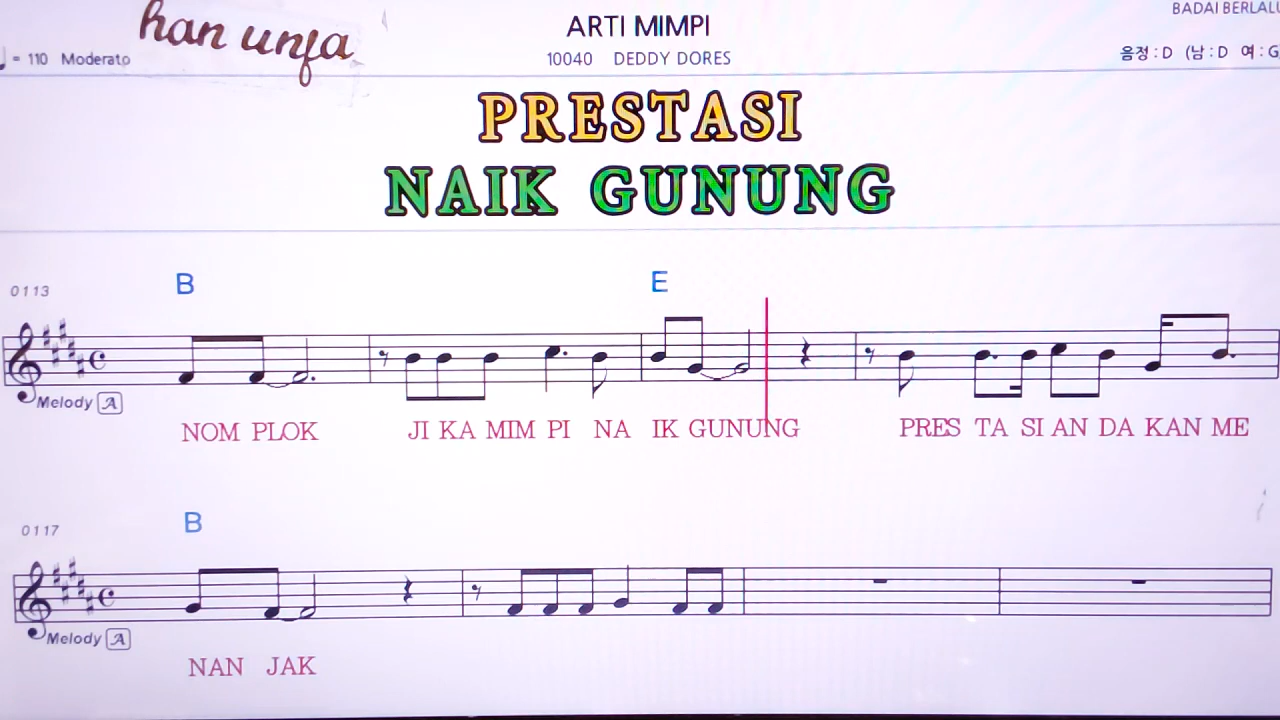 han unfa
ARTI MIMPI
BADAI BERLALU
= 110 Moderato
10040 DEDDY DORES
음정 : D (남 : D 여 : G
PRESTASI
NAIK GUNUNG
B E
0113
Melody A
NOM PLOK JI KA MIM PI NA IK GUNUNG PRES TA SI AN DA KAN ME
B
0117
Melody A
NAN JAK